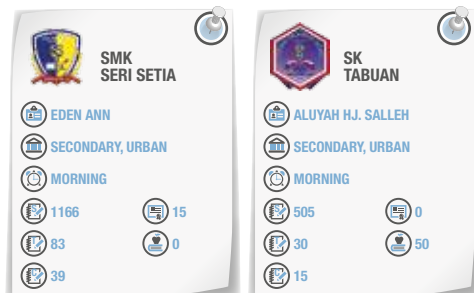 SMK
SERI SETIA
EDEN ANN
SECONDARY, URBAN
MORNING
1166
15
83
0
39
SK
TABUAN
ALUYAH HJ. SALLEH
SECONDARY, URBAN
MORNING
505
0
30
50
15